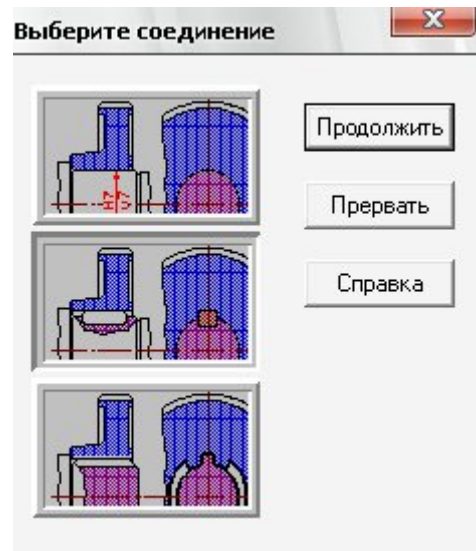 Выберите соединение
Продолжить
Прервать
Справка